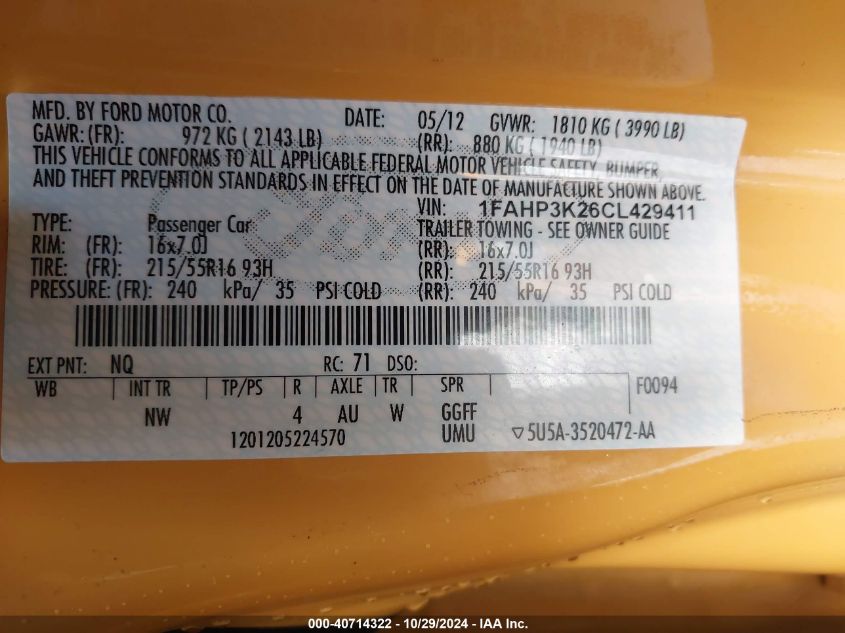 MFD. BY FORD MOTOR CO. DATE: 05/12 GVWR: 1810 KG ( 3990 LB)
GAWR: (FR): 972 KG ( 2143 LB) (RR): 880 KG ( 1940 LB)
THIS VEHICLE CONFORMS TO ALL APPLICABLE FEDERAL MOTOR VEHICLE SAFETY, BUMPER,
AND THEFT PREVENTION STANDARDS IN EFFECT ON THE DATE OF MANUFACTURE SHOWN ABOVE.
VIN: 1FAHP3K26CL429411
TYPE: Passenger Car TRAILER TOWING - SEE OWNER GUIDE
RIM: (FR): 16x7.0J (RR): 16x7.0J
TIRE: (FR): 215/55R16 93H (RR): 215/55R16 93H
PRESSURE: (FR): 240 kPa/ 35 PSI COLD (RR): 240 kPa/ 35 PSI COLD
EXT PNT: NQ RC: 71 DSO:
WB INT TR TP/PS R AXLE TR SPR F0094
NW 4 AU W GGFF
1201205224570 UMU ▽5U5A-3520472-AA
Ford
000-40714322 - 10/29/2024 - IAA Inc.